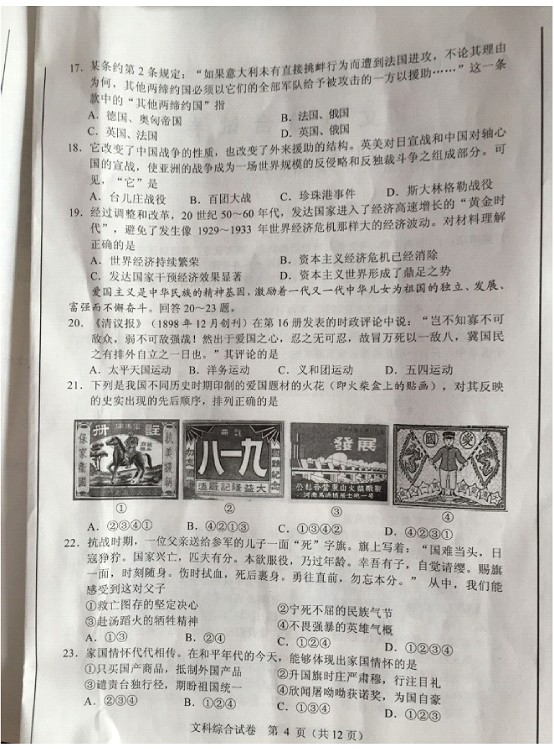 17. 某条约第 2 条规定：“如果意大利未有直接挑衅行为而遭到法国进攻，不论其理由
为何，其他两缔约国必须以它们的全部军队给予被攻击的一方以援助……”这一条
款中的“其他两缔约国”指
A. 德国、奥匈帝国 B. 法国、俄国
C. 英国、法国 D. 英国、俄国
18. 它改变了中国战争的性质，也改变了外来援助的结构。英美对日宣战和中国对轴心
国的宣战，使亚洲的战争成为一场世界规模的反侵略和反独裁斗争之组成部分。可
见，“它”是
A. 台儿庄战役 B. 百团大战 C. 珍珠港事件 D. 斯大林格勒战役
19. 经过调整和改革，20 世纪 50～60 年代，发达国家进入了经济高速增长的“黄金时
代”，避免了发生像 1929～1933 年世界经济危机那样大的经济波动。对材料理解
正确的是
A. 世界经济持续繁荣 B. 资本主义经济危机已经消除
C. 发达国家干预经济效果显著 D. 资本主义世界形成了鼎足之势
爱国主义是中华民族的精神基因，激励着一代又一代中华儿女为祖国的独立、发展、
富强而不懈奋斗。回答 20～23 题。
20. 《清议报》（1898 年 12 月创刊）在第 16 册发表的时政评论中说：“岂不知寡不可
敌众，弱不可敌强哉！然出于爱国之心，忍之无可忍，故冒万死以一敌八，冀国民
之有排外自立之一日也。”其评论的是
A. 太平天国运动 B. 洋务运动 C. 义和团运动 D. 五四运动
21. 下列是我国不同历史时期印制的爱国题材的火花（即火柴盒上的贴画），对其反映
的史实出现的先后顺序，排列正确的是
册 註
保家衛國
抗美援朝
八一九
發展
國 愛
① ② ③ ④
A. ②③④① B. ④②①③ C. ①③④② D. ④②③①
22. 抗战时期，一位父亲送给参军的儿子一面“死”字旗。旗上写着：“国难当头，日
寇狰狞。国家兴亡，匹夫有分。本欲服役，乃过年龄。幸吾有子，自觉请缨。赐旗
一面，时刻随身。伤时拭血，死后裹身。勇往直前，勿忘本分。” 从中，我们能
感受到这对父子
①救亡图存的坚定决心 ②宁死不屈的民族气节
③赴汤蹈火的牺牲精神 ④不畏强暴的英雄气概
A. ①③ B. ②④ C. ①②④ D. ①②③④
23. 家国情怀代代相传。在和平年代的今天，能够体现出家国情怀的是
①只买国产商品，抵制外国产品 ②升国旗时庄严肃穆，行注目礼
③谴责台独行径，期盼祖国统一 ④欣闻屠呦呦获诺奖，为国自豪
A. ②③④ B. ①②④ C. ①③④ D. ①②③
文科综合试卷 第 4 页（共 12 页）